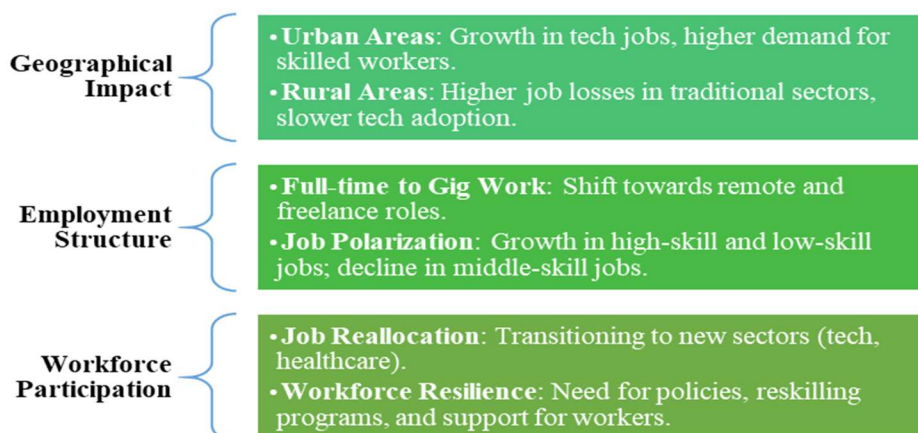 Geographical
Impact
• Urban Areas: Growth in tech jobs, higher demand for
skilled workers.
• Rural Areas: Higher job losses in traditional sectors,
slower tech adoption.
Employment
Structure
• Full-time to Gig Work: Shift towards remote and
freelance roles.
• Job Polarization: Growth in high-skill and low-skill
jobs; decline in middle-skill jobs.
Workforce
Participation
• Job Reallocation: Transitioning to new sectors (tech,
healthcare).
• Workforce Resilience: Need for policies, reskilling
programs, and support for workers.